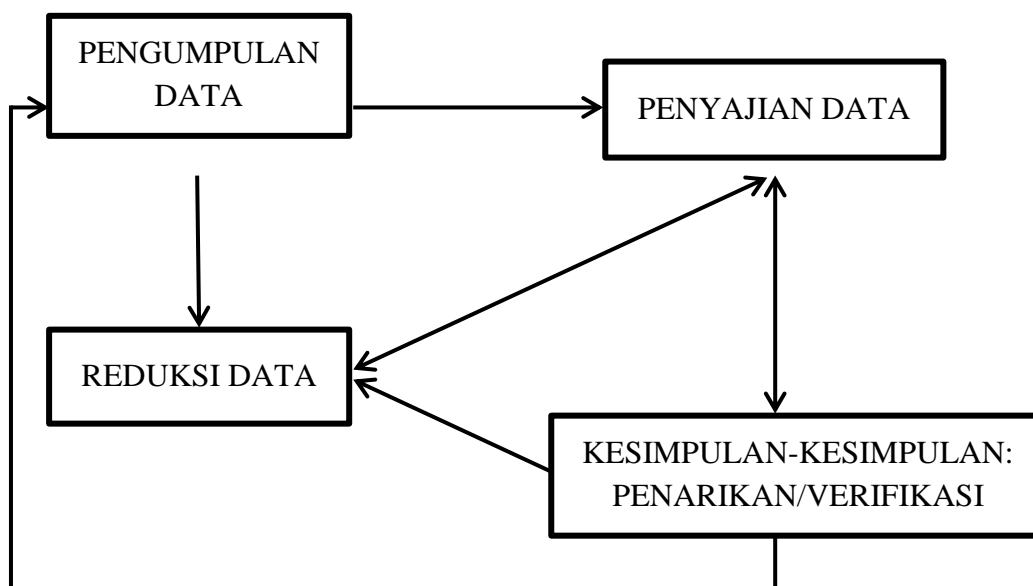 PENGUMPULAN
DATA
PENYAJIAN DATA
REDUKSI DATA
KESIMPULAN-KESIMPULAN:
PENARIKAN/VERIFIKASI